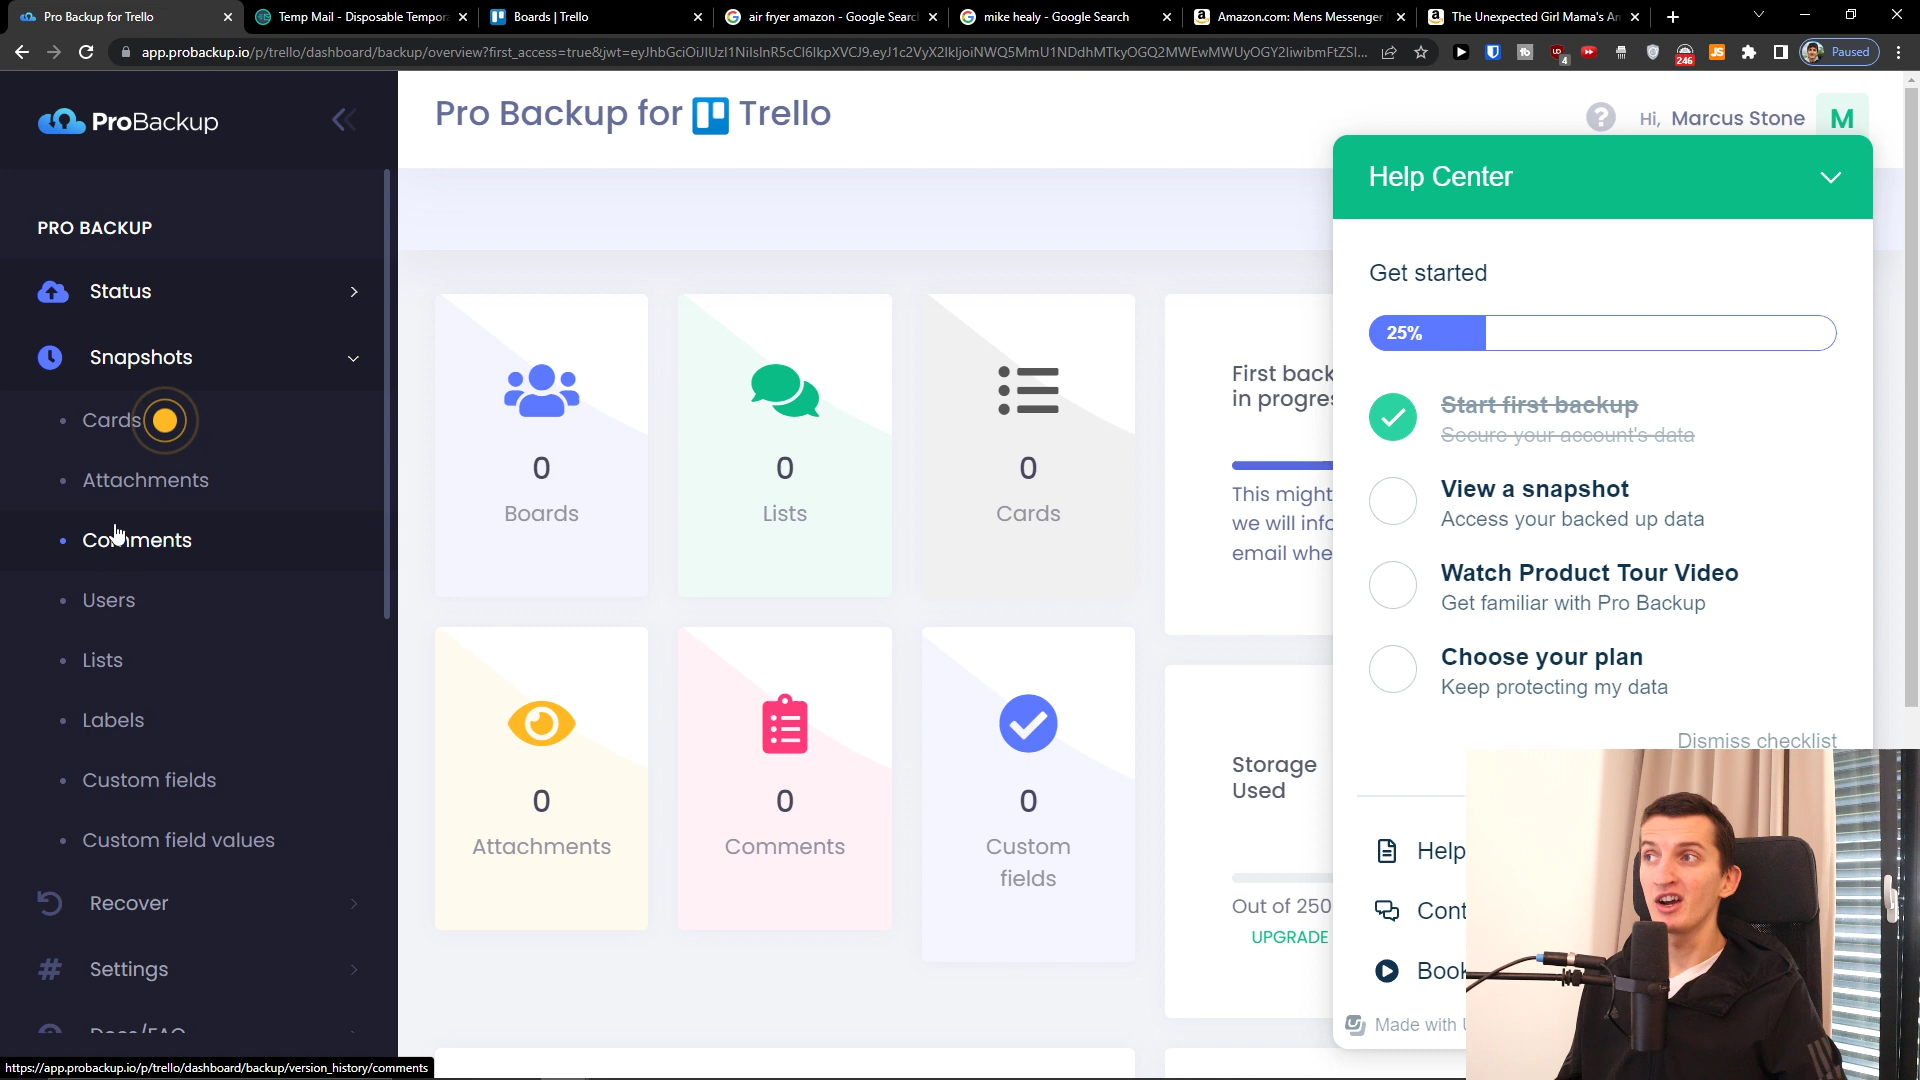 Pro Backup for Trello
Temp Mail - Disposable Tempora
Boards | Trello
air fryer amazon - Google Searc
mike healy - Google Search
Amazon.com: Mens Messenger
The Unexpected Girl Mama's Am
app.probackup.io/p/trello/dashboard/backup/overview?first_access=true&jwt=eyJhbGciOiJIUzI1NiIsInR5cCI6IkpXVCJ9.eyJ1c2VyX2lkIjoiNWQ5MmU1NDdhMTkyOGQ2MWEwMWUyOGY2IiwibmFtZSI...
4
246
Paused
ProBackup
Pro Backup for Trello
Hi, Marcus Stone M
PRO BACKUP
Status
Snapshots
Cards
Attachments
Comments
Users
Lists
Labels
Custom fields
Custom field values
Recover
Settings
Docs/FAQ
0
Boards
0
Lists
0
Cards
0
Attachments
0
Comments
0
Custom
fields
First back
in progres
This might
we will info
email whe
Storage
Used
Out of 250
UPGRADE
Help Center
Get started
25%
Start first backup
Secure your account's data
View a snapshot
Access your backed up data
Watch Product Tour Video
Get familiar with Pro Backup
Choose your plan
Keep protecting my data
Dismiss checklist
Help
Cont
Book
Made with
https://app.probackup.io/p/trello/dashboard/backup/version_history/comments